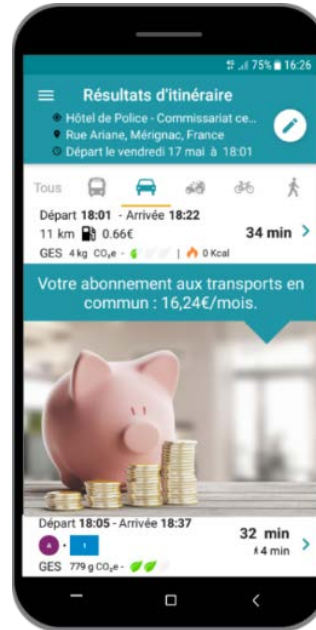 75% 16:26
Résultats d'itinéraire
Hôtel de Police - Commissariat ce...
Rue Ariane, Mérignac, France
Départ le vendredi 17 mai à 18:01
Tous
Départ 18:01 - Arrivée 18:22
11 km 0.66€ 34 min >
GES 4 kg CO₂e - | 0 Kcal
Votre abonnement aux transports en
commun : 16,24€/mois.
Départ 18:05 - Arrivée 18:37
A · 1 32 min >
4 min
GES 779 g CO₂e -